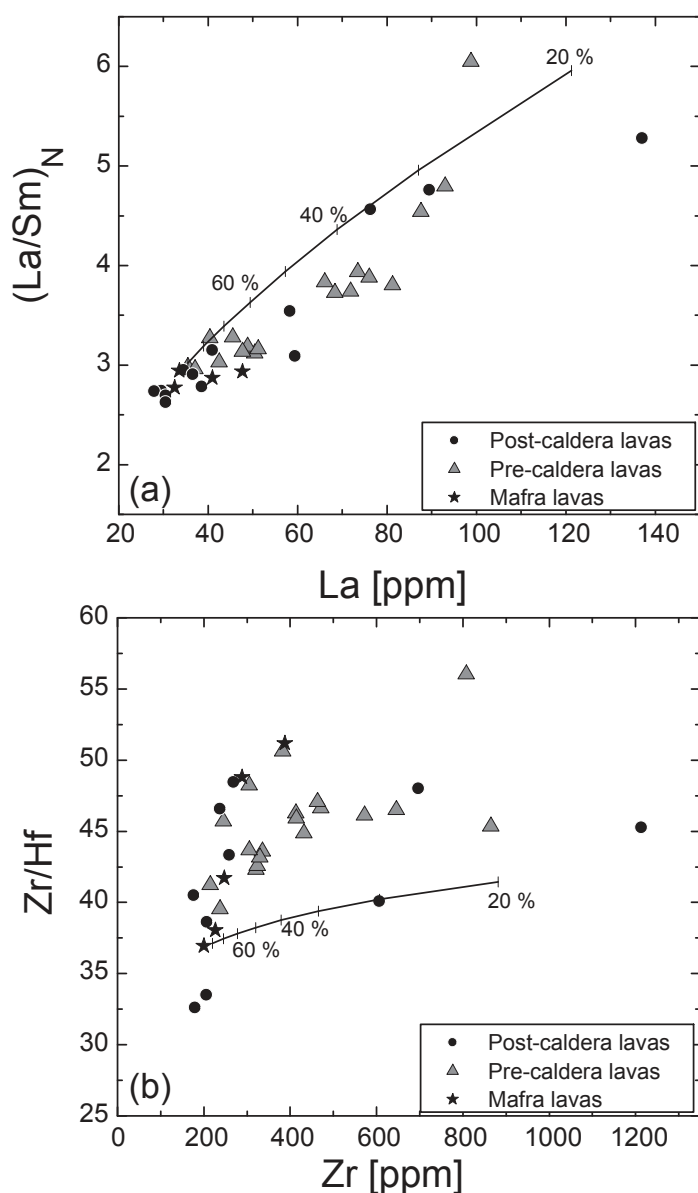 6
5
4
3
2
(La/Sm)N
20 %
40 %
60 %
(a)
Post-caldera lavas
Pre-caldera lavas
Mafra lavas
20 40 60 80 100 120 140
La [ppm]
60
55
50
45
40
35
30
25
Zr/Hf
20 %
40 %
60 %
(b)
Post-caldera lavas
Pre-caldera lavas
Mafra lavas
0 200 400 600 800 1000 1200
Zr [ppm]